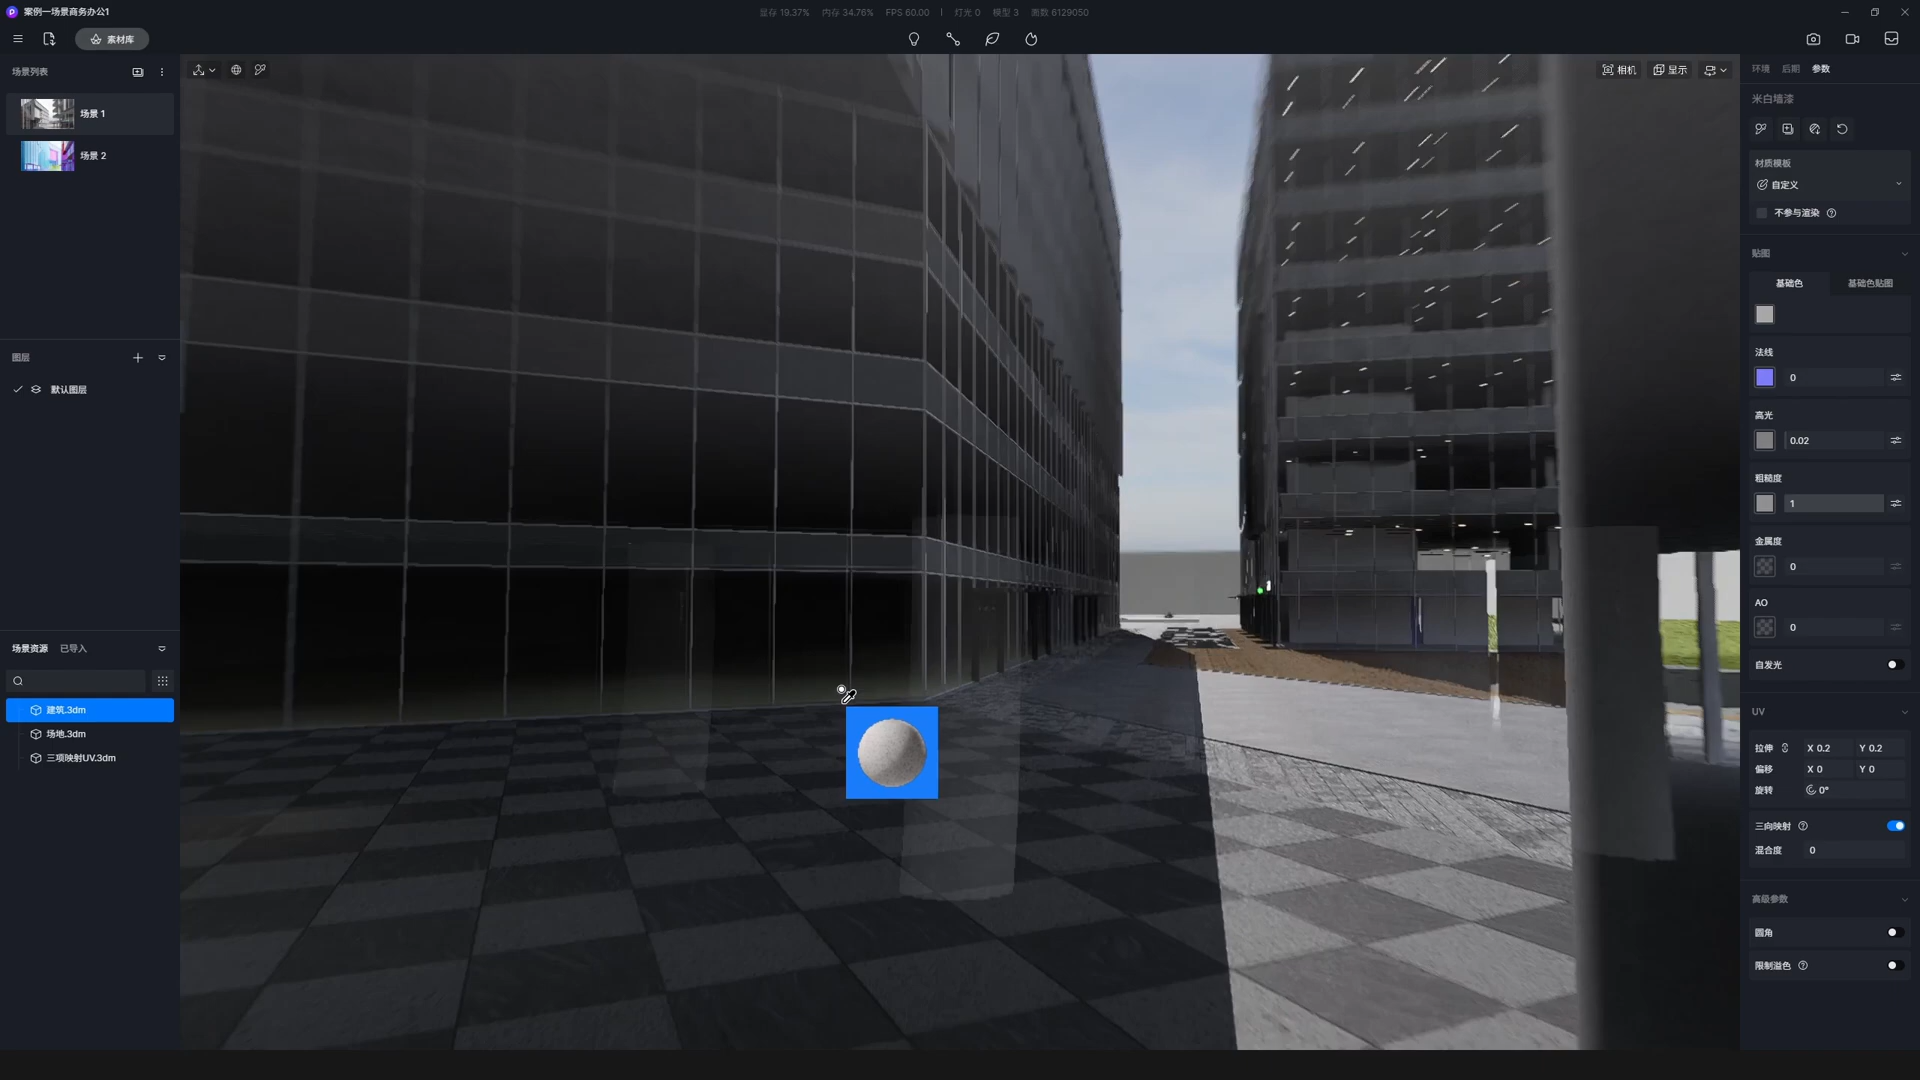 案例一场景商务办公1
显存 19.37% 内存 34.76% FPS 60.00 | 灯光 0 模型 3 面数 6129050
素材库
场景列表
场景 1
场景 2
图层
默认图层
场景资源 已导入
建筑.3dm
场地.3dm
三项映射UV.3dm
相机 显示
环境 后期 参数
米白墙漆
材质模板
自定义
不参与渲染
贴图
基础色 基础色贴图
法线
0
高光
0.02
粗糙度
1
金属度
0
AO
0
自发光
UV
拉伸 X 0.2 Y 0.2
偏移 X 0 Y 0
旋转 0°
三向映射
混合度 0
高级参数
圆角
限制溢色